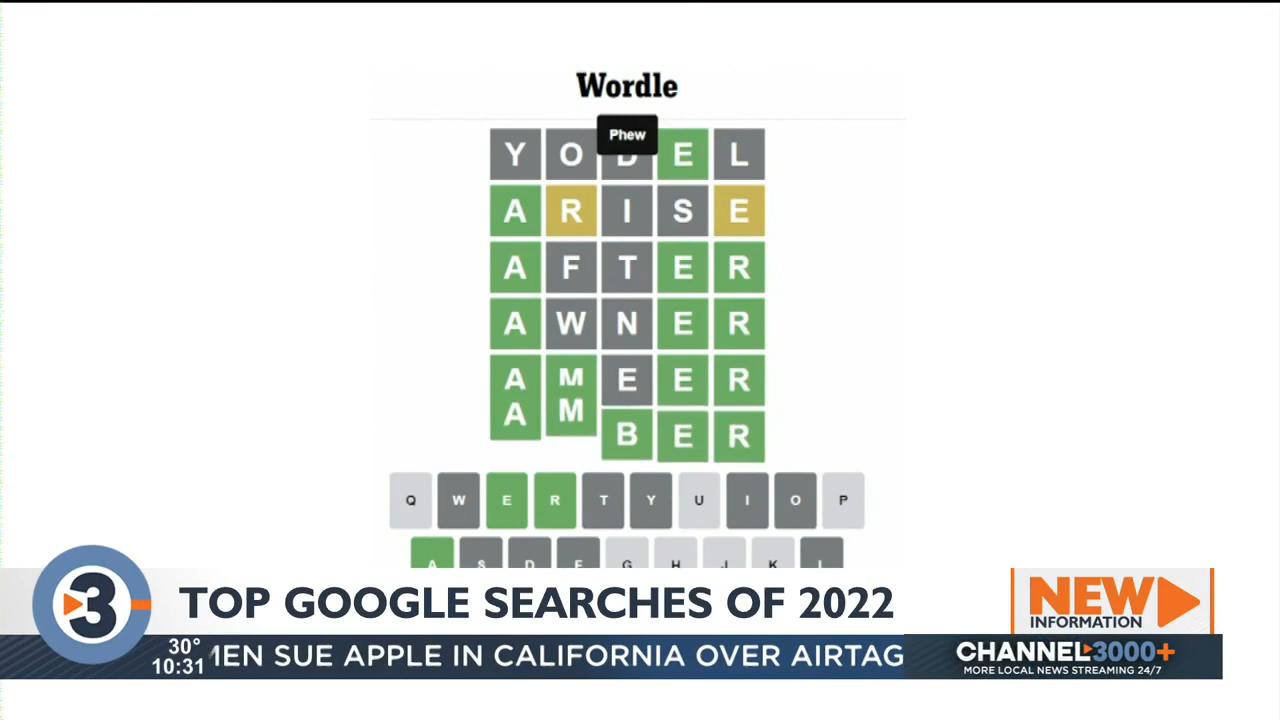 Wordle
Phew
Y O D E L
A R I S E
A F T E R
A W N E R
A M E E R
A M B E R
Q W E R T Y U I O P
A S D F G H J K L
3 TOP GOOGLE SEARCHES OF 2022
NEW
INFORMATION
30°
10:31
MEN SUE APPLE IN CALIFORNIA OVER AIRTAG
CHANNEL3000+
MORE LOCAL NEWS STREAMING 24/7